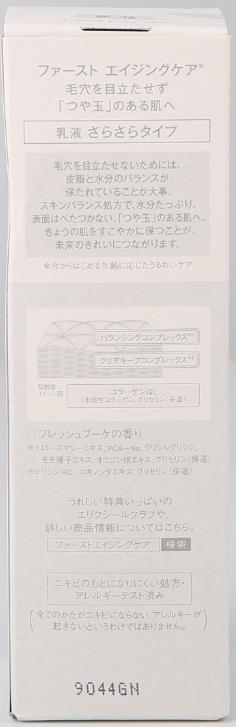 ファースト エイジングケア*
毛穴を目立たせず
「つや玉」のある肌へ
乳液 さらさらタイプ
毛穴を目立たせないためには、
皮脂と水分のバランスが
保たれていることが大事。
スキンバランス処方で、水分たっぷり、
表面はべたつかない、「つや玉」のある肌へ。
きょうの肌をすこやかに保つことが、
未来のきれいにつながります。
*今からはじめる年齢に応じたうるおいケア
バランシングコンプレックス※1
クリアキープコンプレックス※2
肌断面
イメージ図
コラーゲンGL
(水溶性コラーゲン、グリセリン:保湿)
フレッシュブーケの香り
※1 ローズマリーエキス、PCA-Na、グリシルグリシン、
モモ種子エキス、オウゴン根エキス、グリセリン(保湿)
※2 リシンHCl、ユキノシタエキス、グリセリン(保湿)
うれしい特典いっぱいの
エリクシールクラブや、
詳しい商品情報についてはこちら。
ファーストエイジングケア 検索
ニキビのもとになりにくい処方・
アレルギーテスト済み
(全てのかたがニキビにならない、アレルギーが
起きないというわけではありません。)
9044GN